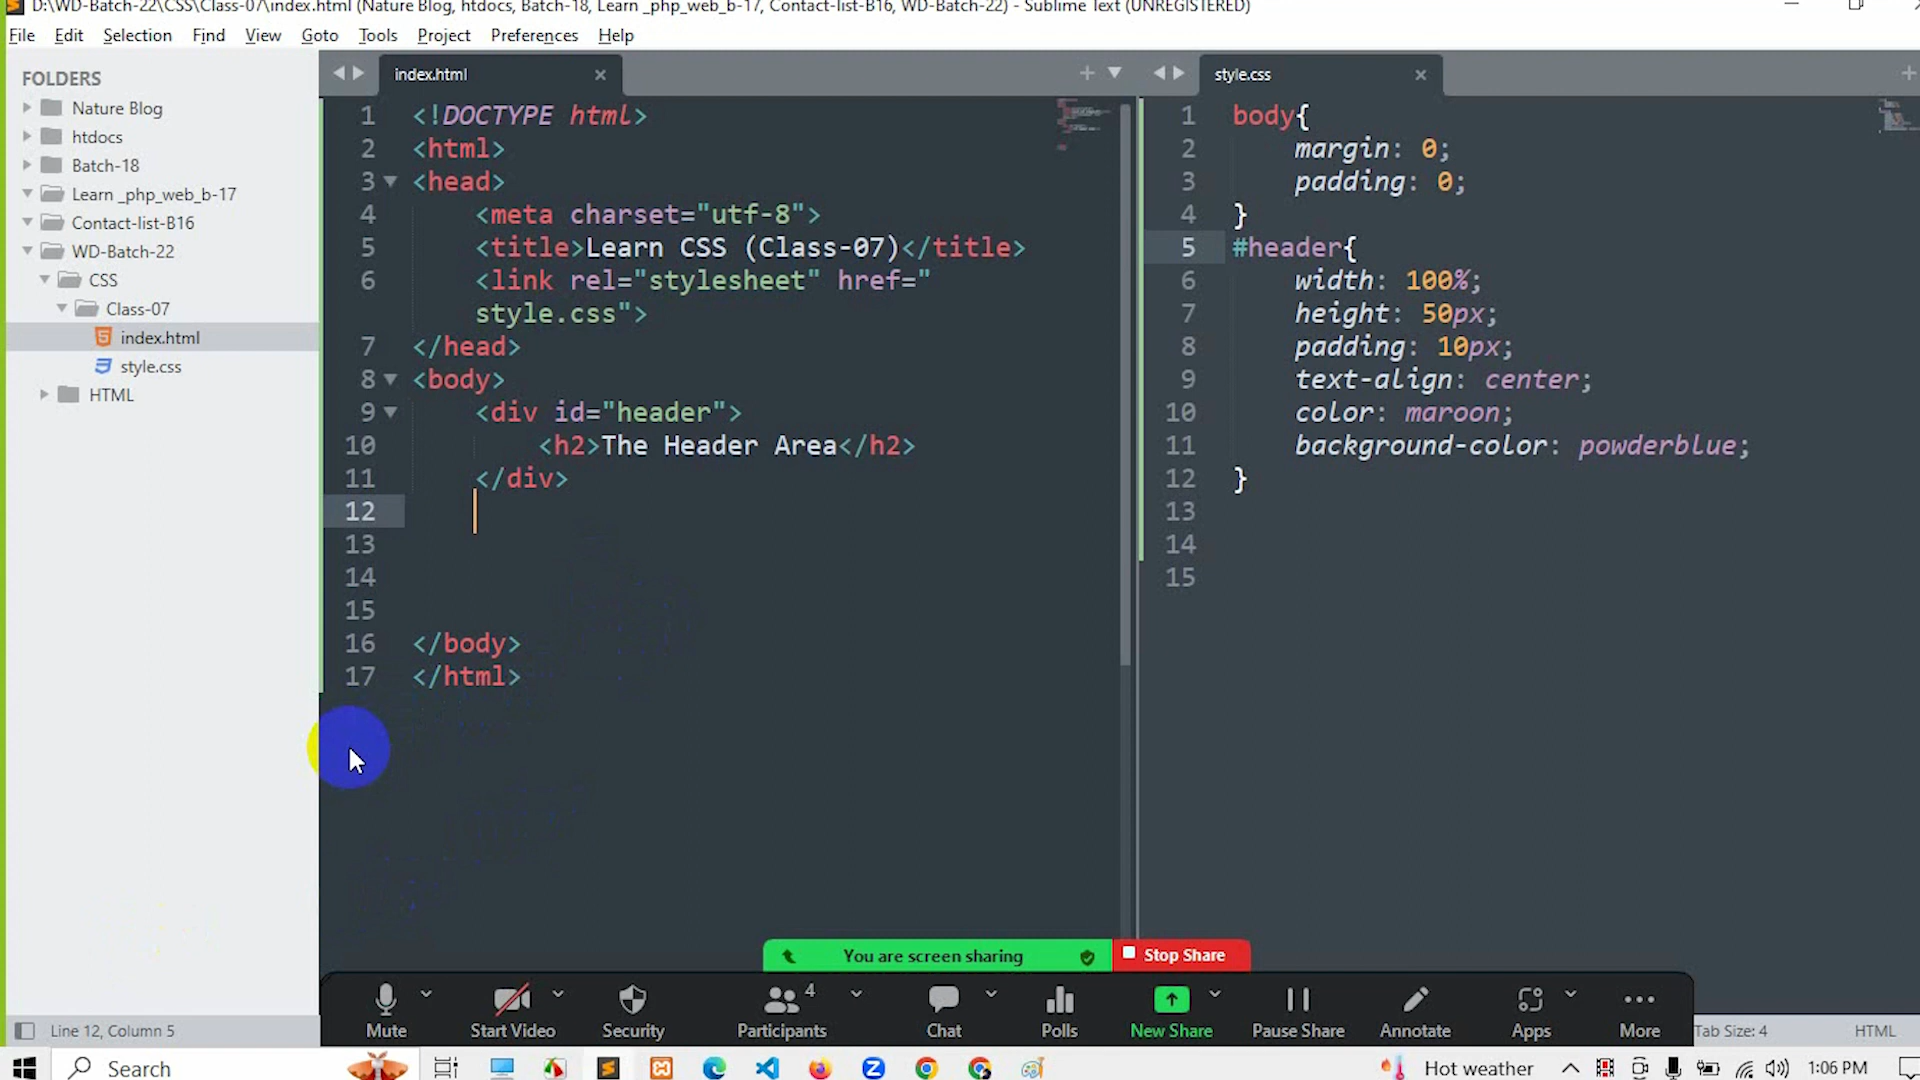 D:\WD-Batch-22\CSS\Class-07\index.html (Nature Blog, htdocs, Batch-18, Learn _php_web_b-17, Contact-list-B16, WD-Batch-22) - Sublime Text (UNREGISTERED)
File Edit Selection Find View Goto Tools Project Preferences Help
FOLDERS
Nature Blog
htdocs
Batch-18
Learn _php_web_b-17
Contact-list-B16
WD-Batch-22
CSS
Class-07
index.html
style.css
HTML
index.html
1 <!DOCTYPE html>
2 <html>
3 <head>
4 <meta charset="utf-8">
5 <title>Learn CSS (Class-07)</title>
6 <link rel="stylesheet" href="
style.css">
7 </head>
8 <body>
9 <div id="header">
10 <h2>The Header Area</h2>
11 </div>
12
13
14
15
16 </body>
17 </html>
style.css
1 body{
2 margin: 0;
3 padding: 0;
4 }
5 #header{
6 width: 100%;
7 height: 50px;
8 padding: 10px;
9 text-align: center;
10 color: maroon;
11 background-color: powderblue;
12 }
13
14
15
You are screen sharing Stop Share
Mute Start Video Security Participants 4 Chat Polls New Share Pause Share Annotate Apps More
Line 12, Column 5 Tab Size: 4 HTML
Search Hot weather 1:06 PM